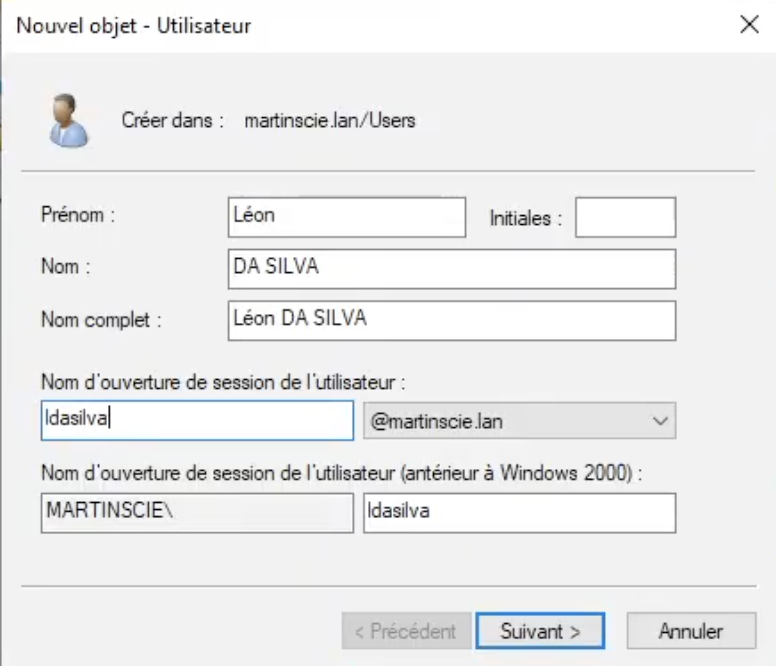 Nouvel objet - Utilisateur
Créer dans : martinscie.lan/Users
Prénom : Léon Initiales :
Nom : DA SILVA
Nom complet : Léon DA SILVA
Nom d'ouverture de session de l'utilisateur :
ldasilva @martinscie.lan
Nom d'ouverture de session de l'utilisateur (antérieur à Windows 2000) :
MARTINSCIE\ ldasilva
< Précédent Suivant > Annuler